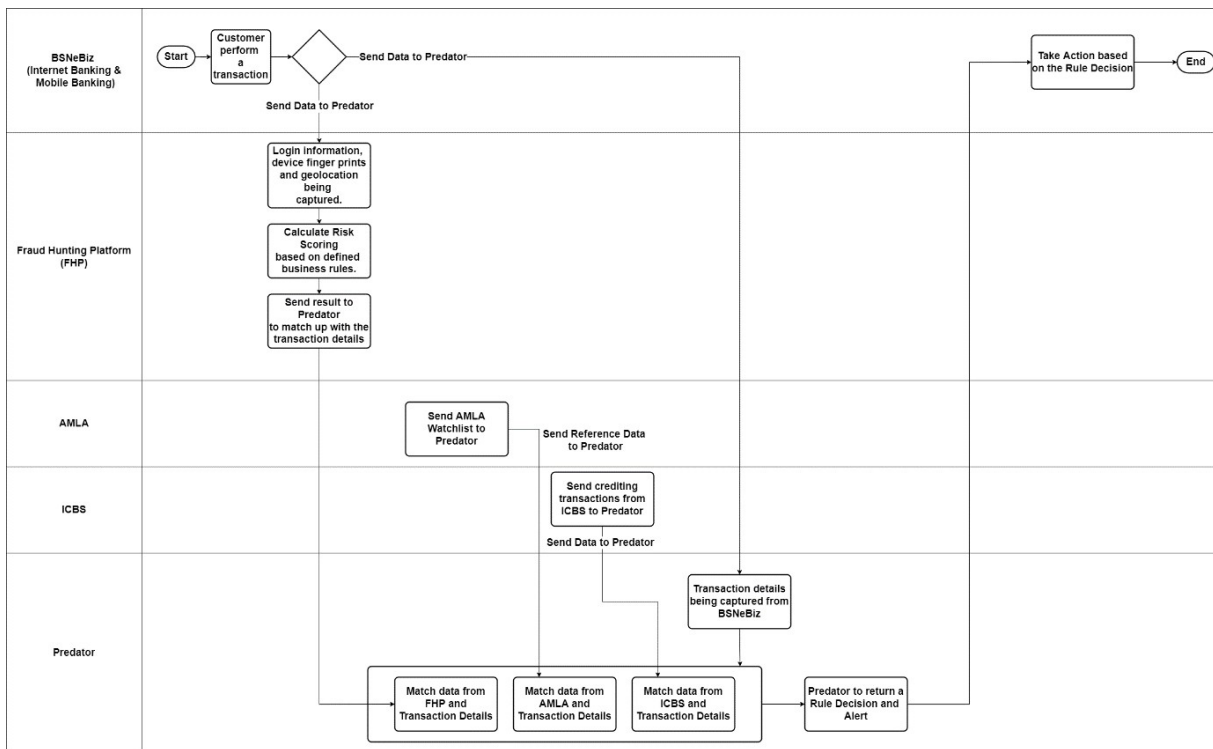 BSNeBiz
(Internet Banking &
Mobile Banking)
Start
Customer
perform
a
transaction
Send Data to Predator
Send Data to Predator
Take Action based
on the Rule Decision
End
Fraud Hunting Platform
(FHP)
Login information,
device finger prints
and geolocation
being
captured.
Calculate Risk
Scoring
based on defined
business rules.
Send result to
Predator
to match up with the
transaction details
AMLA
Send AMLA
Watchlist to
Predator
Send Reference Data
to Predator
ICBS
Send crediting
transactions from
ICBS to Predator
Send Data to Predator
Predator
Transaction details
being captured from
BSNeBiz
Match data from
FHP and
Transaction Details
Match data from
AMLA and
Transaction Details
Match data from
ICBS and
Transaction Details
Predator to return a
Rule Decision and
Alert